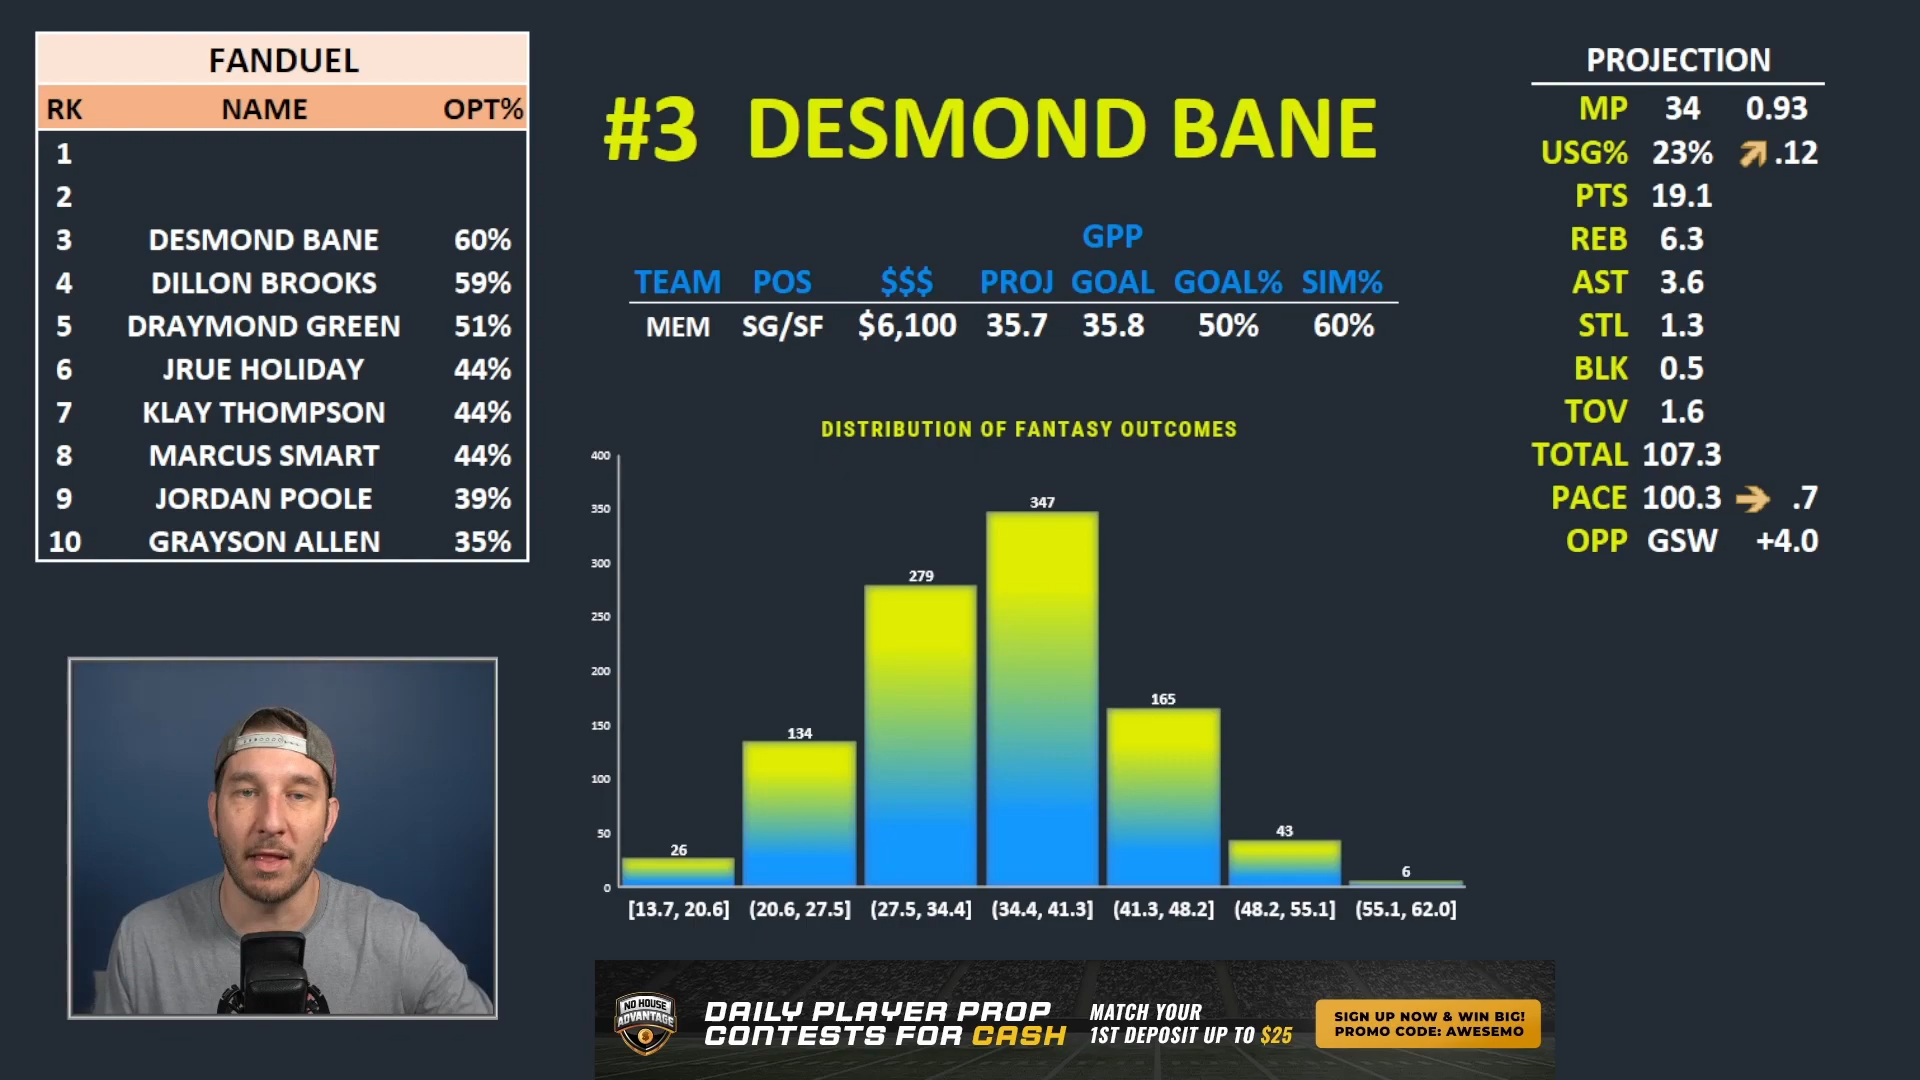 FANDUEL
RK NAME OPT%
1
2
3 DESMOND BANE 60%
4 DILLON BROOKS 59%
5 DRAYMOND GREEN 51%
6 JRUE HOLIDAY 44%
7 KLAY THOMPSON 44%
8 MARCUS SMART 44%
9 JORDAN POOLE 39%
10 GRAYSON ALLEN 35%
#3 DESMOND BANE
GPP
TEAM POS $$$ PROJ GOAL GOAL% SIM%
MEM SG/SF $6,100 35.7 35.8 50% 60%
DISTRIBUTION OF FANTASY OUTCOMES
400
350
300
250
200
150
100
50
0
26
134
279
347
165
43
6
[13.7, 20.6] (20.6, 27.5] (27.5, 34.4] (34.4, 41.3] (41.3, 48.2] (48.2, 55.1] (55.1, 62.0]
PROJECTION
MP 34 0.93
USG% 23% .12
PTS 19.1
REB 6.3
AST 3.6
STL 1.3
BLK 0.5
TOV 1.6
TOTAL 107.3
PACE 100.3 .7
OPP GSW +4.0
NO HOUSE
ADVANTAGE
DAILY PLAYER PROP
CONTESTS FOR CASH
MATCH YOUR
1ST DEPOSIT UP TO $25
SIGN UP NOW & WIN BIG!
PROMO CODE: AWESEMO